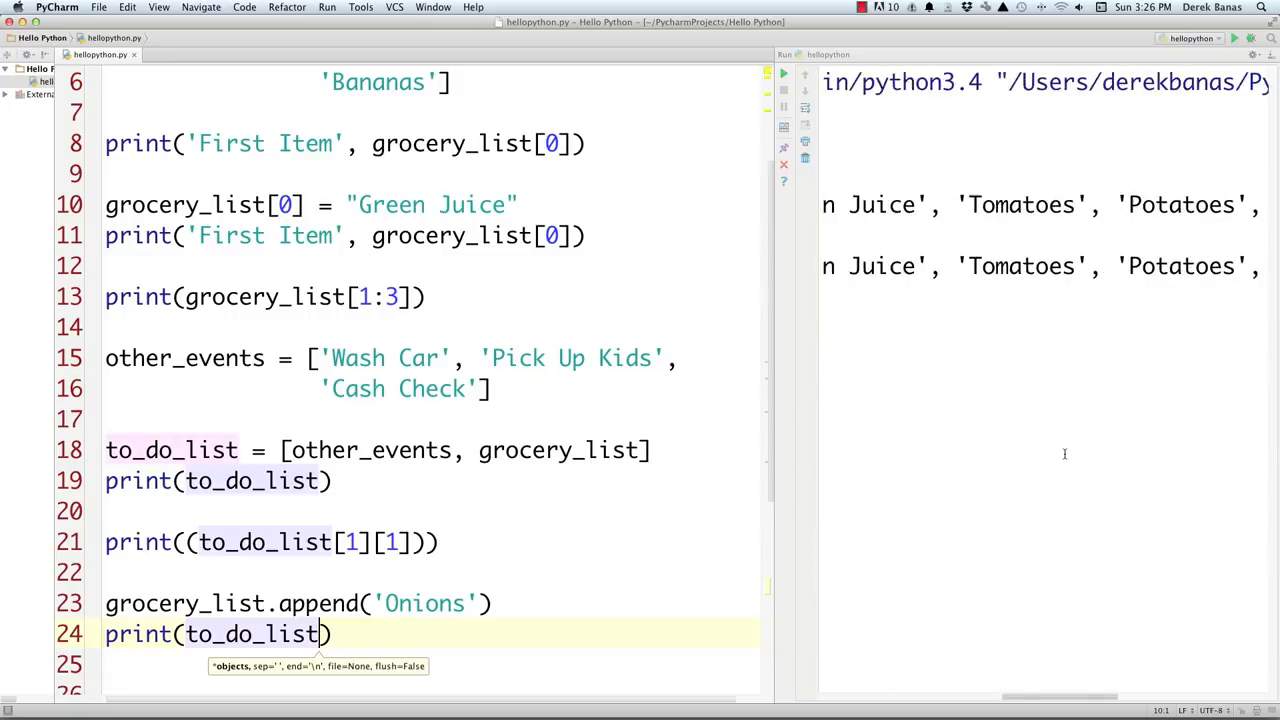 PyCharm File Edit View Navigate Code Refactor Run Tools VCS Window Help 10 Sun 3:26 PM Derek Banas
hellopython.py - Hello Python - [~/PycharmProjects/Hello Python]
Hello Python hellopython.py hellopython
hellopython.py Run hellopython
Hello P
hell
Extern
6 'Bananas']
7
8 print('First Item', grocery_list[0])
9
10 grocery_list[0] = "Green Juice"
11 print('First Item', grocery_list[0])
12
13 print(grocery_list[1:3])
14
15 other_events = ['Wash Car', 'Pick Up Kids',
16 'Cash Check']
17
18 to_do_list = [other_events, grocery_list]
19 print(to_do_list)
20
21 print((to_do_list[1][1]))
22
23 grocery_list.append('Onions')
24 print(to_do_list)
*objects, sep=' ', end='\n', file=None, flush=False
25
26
in/python3.4 "/Users/derekbanas/Py
n Juice', 'Tomatoes', 'Potatoes',
n Juice', 'Tomatoes', 'Potatoes',
10:1 LF UTF-8